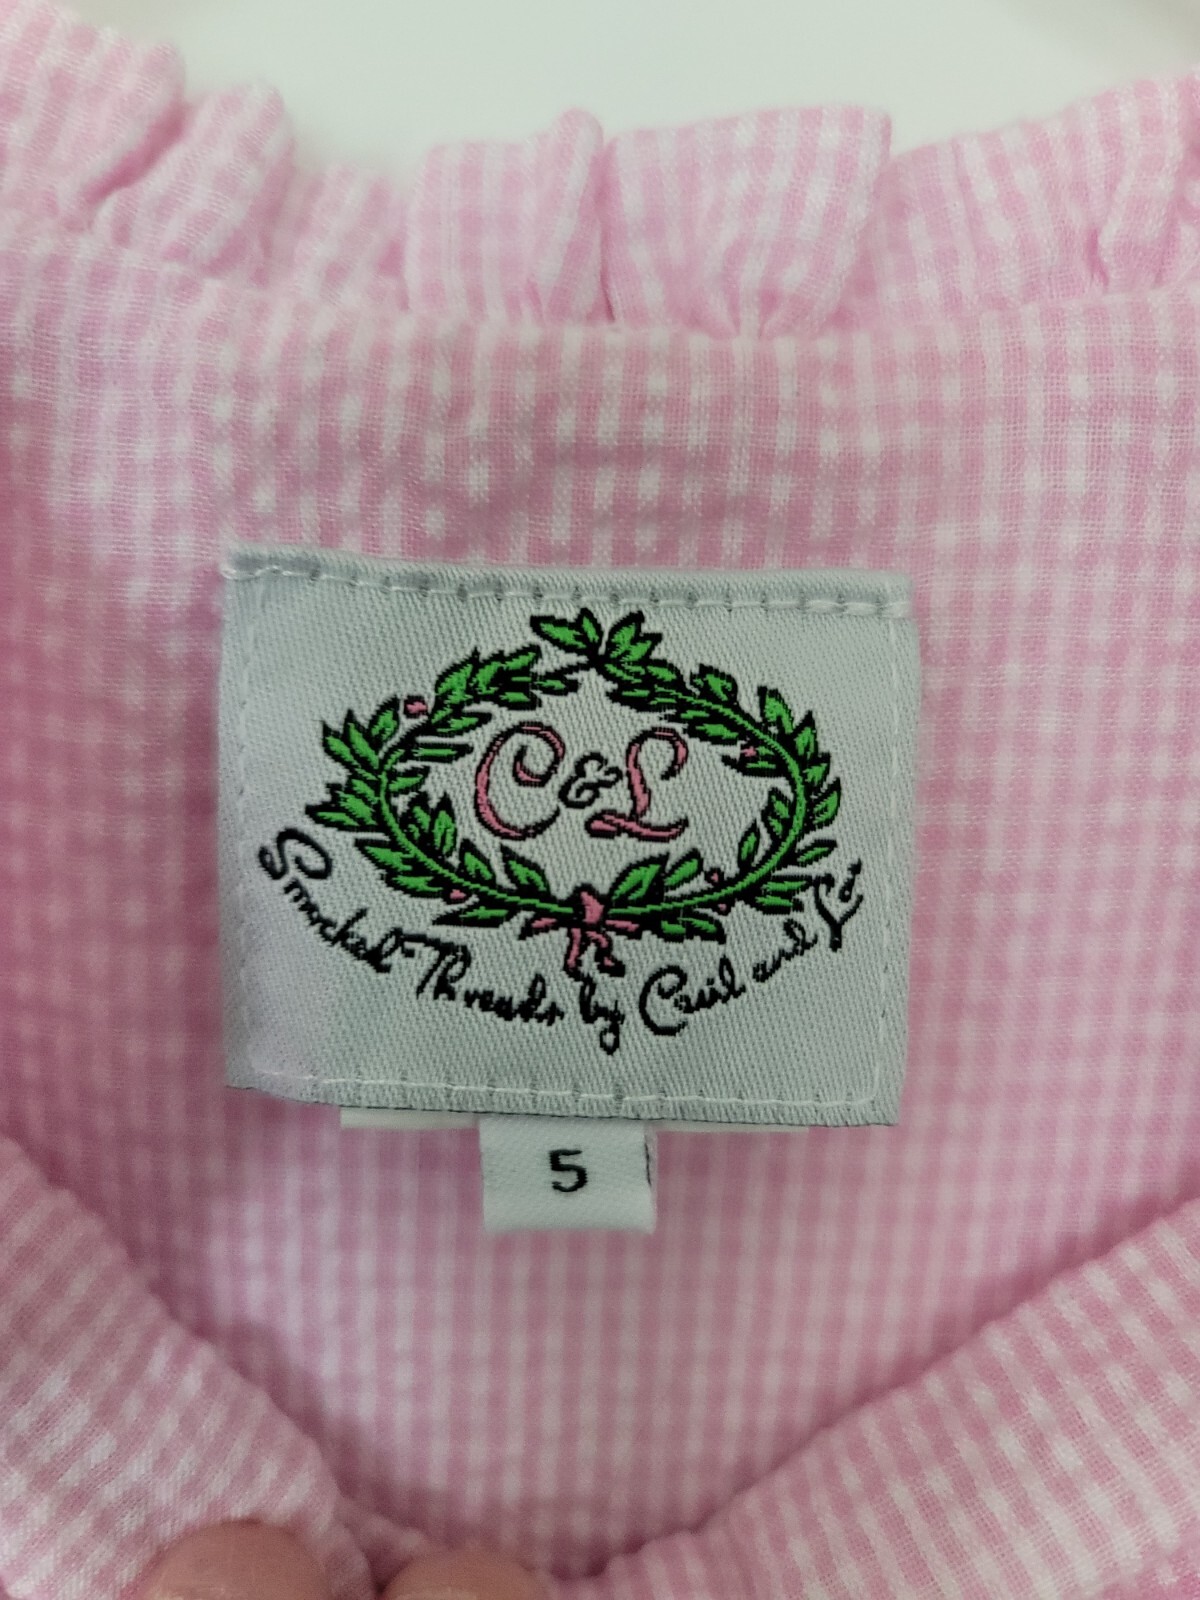 C & L
Smocked Threads by Cecil and Lou
5